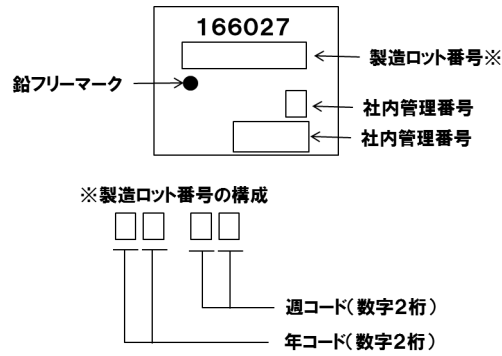 166027
製造ロット番号※
鉛フリーマーク
社内管理番号
社内管理番号
※製造ロット番号の構成
週コード(数字2桁)
年コード(数字2桁)